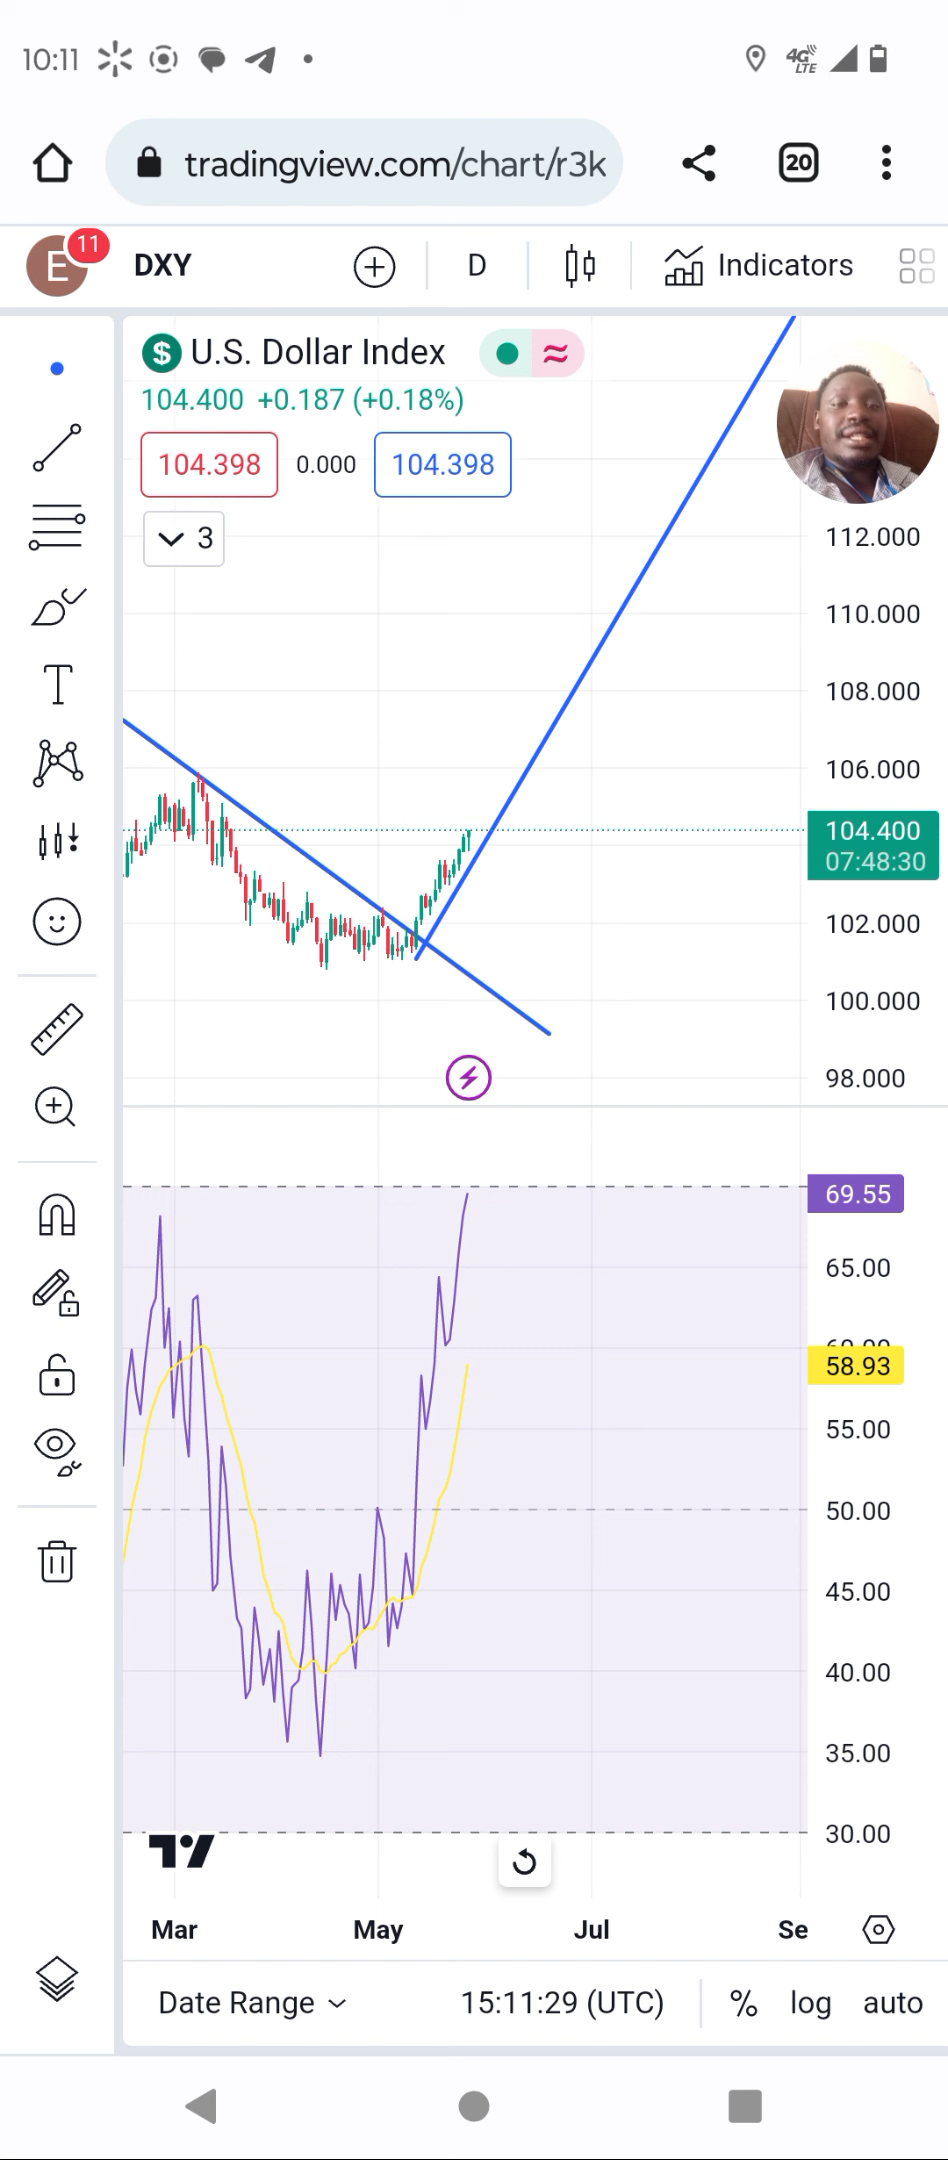 10:11
4G LTE
tradingview.com/chart/r3k
20
E
11
DXY
D
Indicators
$ U.S. Dollar Index
104.400 +0.187 (+0.18%)
104.398 0.000 104.398
3
112.000
110.000
108.000
106.000
104.400
07:48:30
102.000
100.000
98.000
69.55
65.00
60.00
58.93
55.00
50.00
45.00
40.00
35.00
30.00
Mar May Jul Se
Date Range 15:11:29 (UTC) % log auto